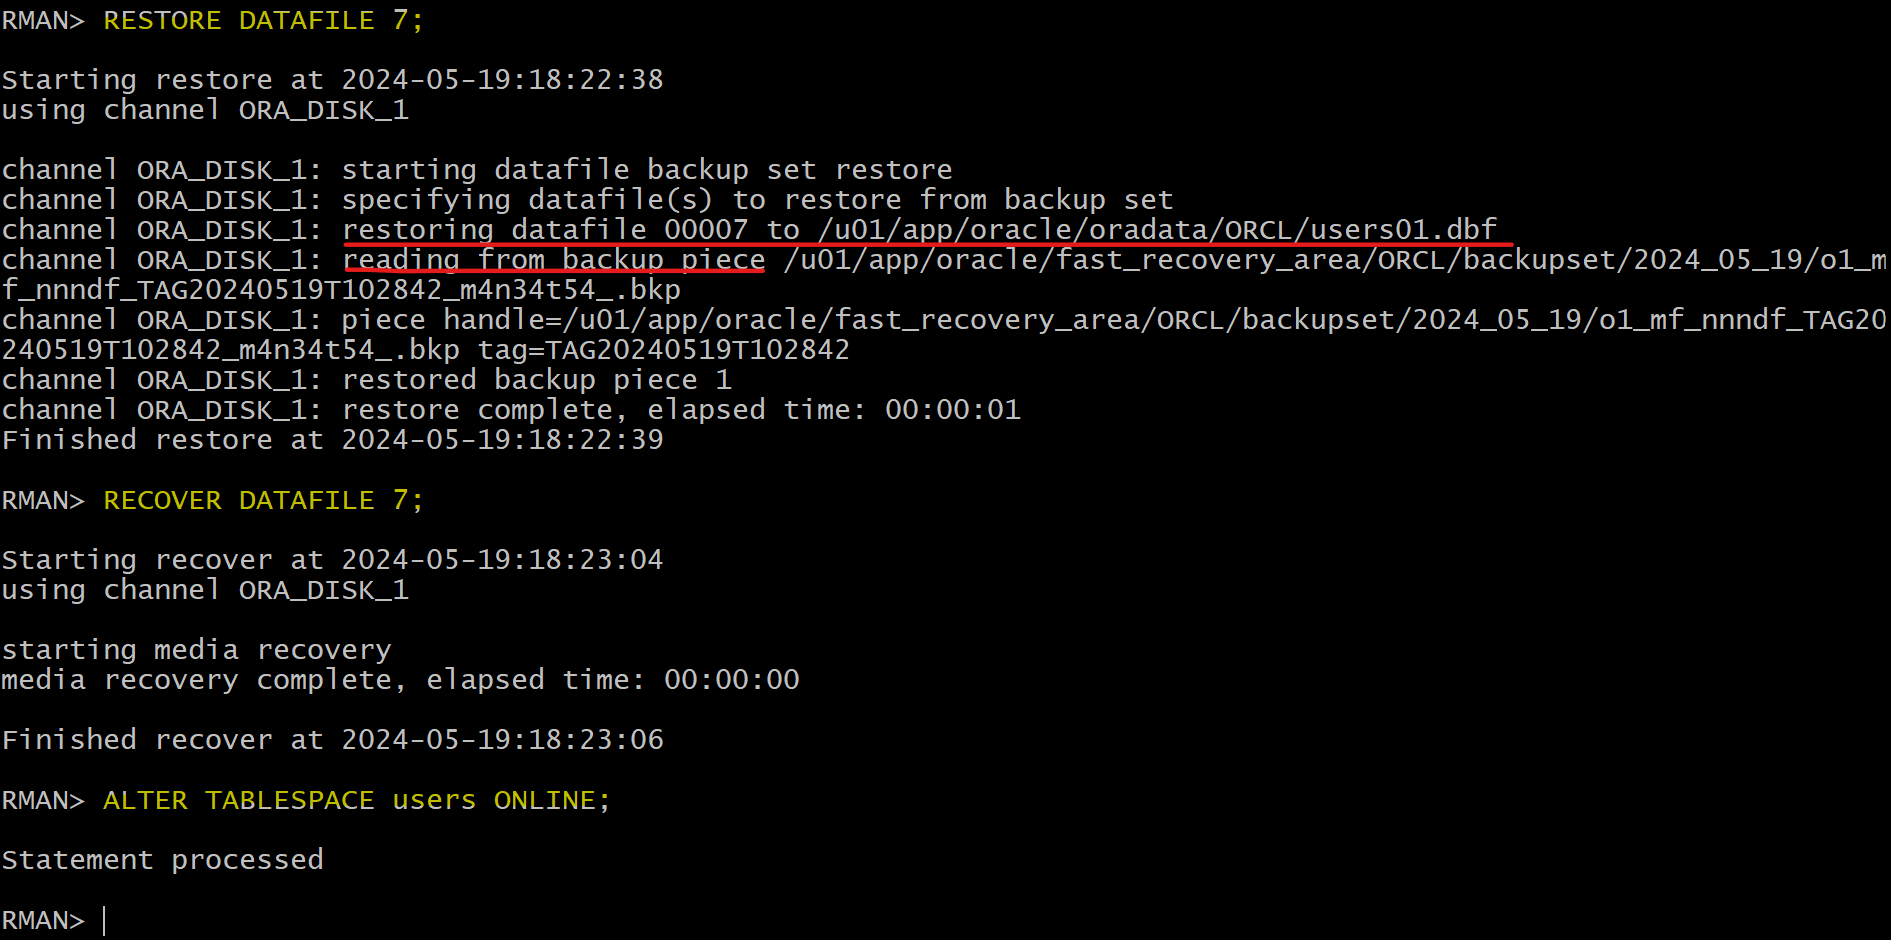 RMAN> RESTORE DATAFILE 7;
Starting restore at 2024-05-19:18:22:38
using channel ORA_DISK_1
channel ORA_DISK_1: starting datafile backup set restore
channel ORA_DISK_1: specifying datafile(s) to restore from backup set
channel ORA_DISK_1: restoring datafile 00007 to /u01/app/oracle/oradata/ORCL/users01.dbf
channel ORA_DISK_1: reading from backup piece /u01/app/oracle/fast_recovery_area/ORCL/backupset/2024_05_19/o1_m
f_nnndf_TAG20240519T102842_m4n34t54_.bkp
channel ORA_DISK_1: piece handle=/u01/app/oracle/fast_recovery_area/ORCL/backupset/2024_05_19/o1_mf_nnndf_TAG20
240519T102842_m4n34t54_.bkp tag=TAG20240519T102842
channel ORA_DISK_1: restored backup piece 1
channel ORA_DISK_1: restore complete, elapsed time: 00:00:01
Finished restore at 2024-05-19:18:22:39
RMAN> RECOVER DATAFILE 7;
Starting recover at 2024-05-19:18:23:04
using channel ORA_DISK_1
starting media recovery
media recovery complete, elapsed time: 00:00:00
Finished recover at 2024-05-19:18:23:06
RMAN> ALTER TABLESPACE users ONLINE;
Statement processed
RMAN>